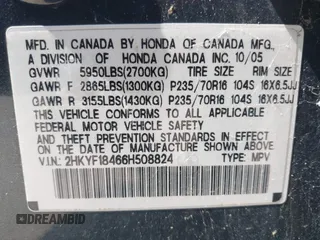 MFD. IN CANADA BY HONDA OF CANADA MFG.,
A DIVISION OF HONDA CANADA INC. 10/05
GVWR 5950LBS(2700KG) TIRE SIZE RIM SIZE
GAWR F 2865LBS(1300KG) P235/70R16 104S 16X6.5JJ
GAWR R 3155LBS(1430KG) P235/70R16 104S 16X6.5JJ
THIS VEHICLE CONFORMS TO ALL APPLICABLE
FEDERAL MOTOR VEHICLE SAFETY STANDARDS
IN EFFECT ON THE DATE OF MANUFACTURE
SHOWN ABOVE.
V.I.N: 2HKYF18466H508824 TYPE: MPV
DREAMBID